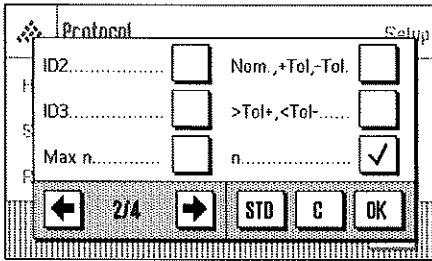 Protocol Setup
ID2................. Nom.,+Tol,-Tol.
ID3................. >Tol+,<Tol-.......
Max n............. n.....................
2/4 STD C OK